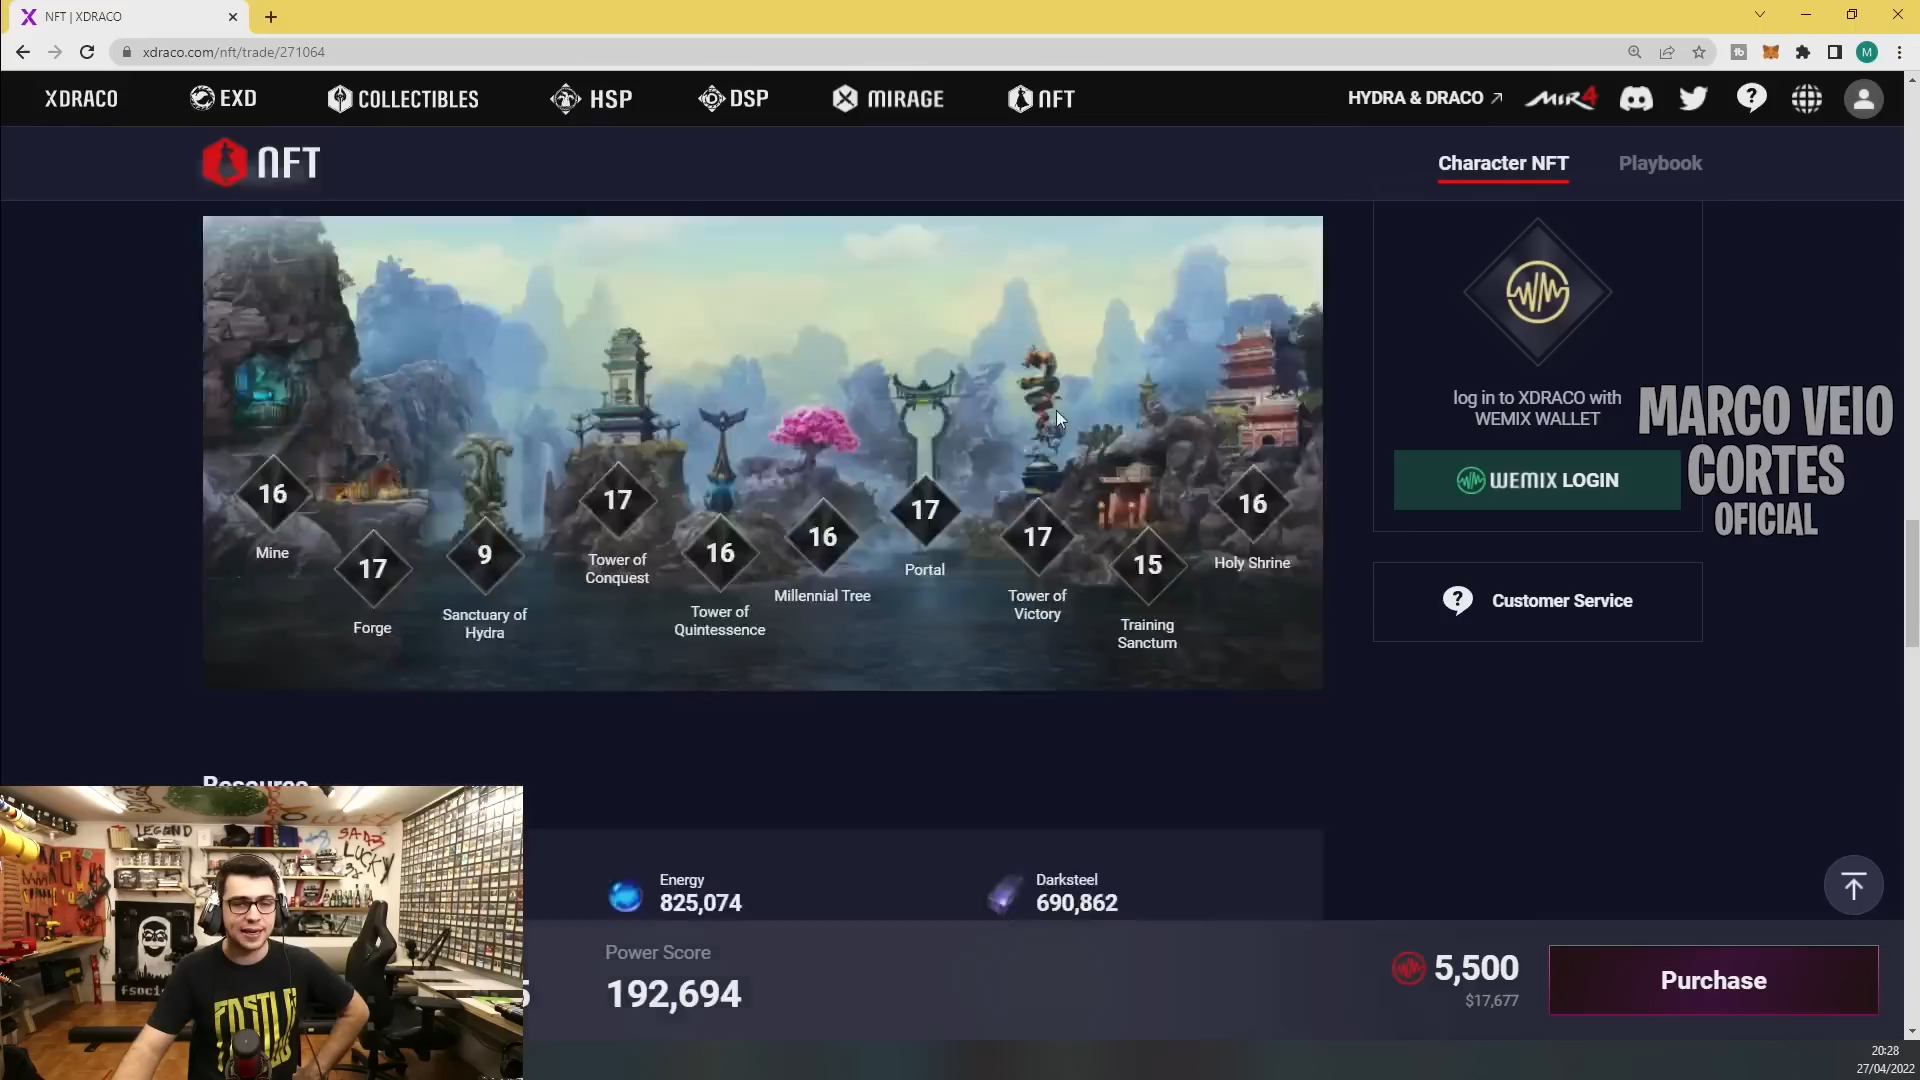 NFT | XDRACO
xdraco.com/nft/trade/271064
M
XDRACO
EXD
COLLECTIBLES
HSP
DSP
MIRAGE
NFT
HYDRA & DRACO
MIR4
NFT
Character NFT
Playbook
16
Mine
17
Forge
9
Sanctuary of
Hydra
17
Tower of
Conquest
16
Tower of
Quintessence
16
Millennial Tree
17
Portal
17
Tower of
Victory
15
Training
Sanctum
16
Holy Shrine
log in to XDRACO with
WEMIX WALLET
WEMIX LOGIN
Customer Service
MARCO VEIO
CORTES
OFICIAL
Resource
Energy
825,074
Darksteel
690,862
Power Score
192,694
5,500
$17,677
Purchase
LEGEND
LUCKY
20:28
27/04/2022